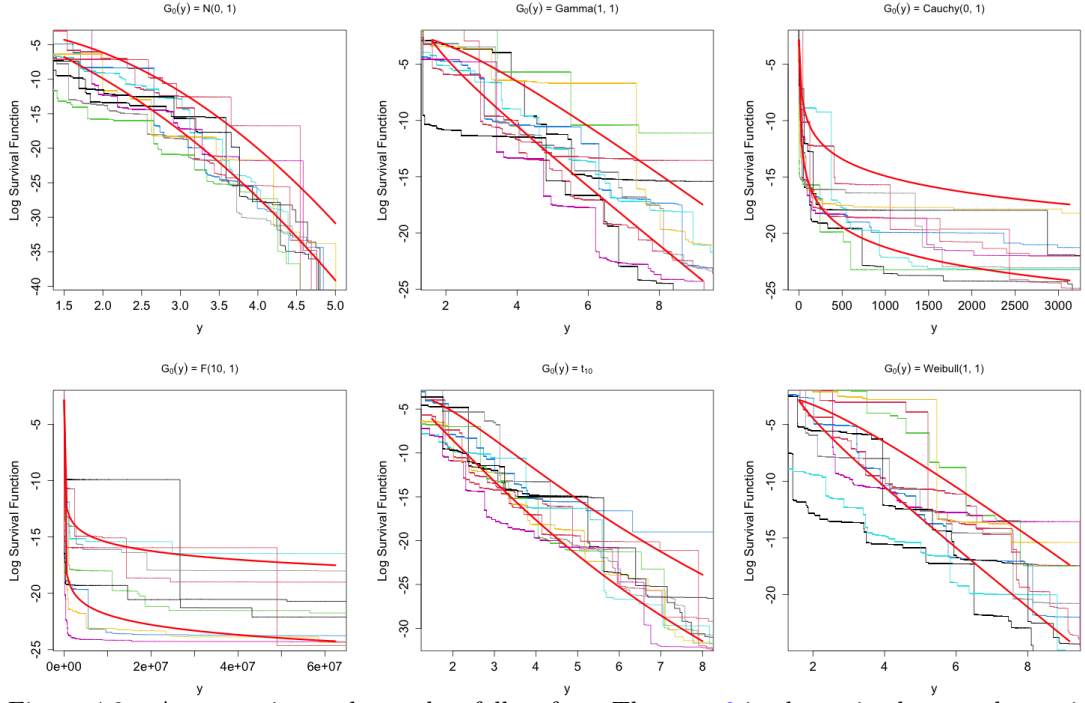 G₀(y) = N(0, 1)
Log Survival Function
-5
-10
-15
-20
-25
-30
-35
-40
1.5 2.0 2.5 3.0 3.5 4.0 4.5 5.0
y
G₀(y) = Gamma(1, 1)
Log Survival Function
-5
-10
-15
-20
-25
2 4 6 8
y
G₀(y) = Cauchy(0, 1)
Log Survival Function
-5
-10
-15
-20
-25
0 500 1000 1500 2000 2500 3000
y
G₀(y) = F(10, 1)
Log Survival Function
-5
-10
-15
-20
-25
0e+00 2e+07 4e+07 6e+07
y
G₀(y) = t₁₀
Log Survival Function
-5
-10
-15
-20
-25
-30
2 3 4 5 6 7 8
y
G₀(y) = Weibull(1, 1)
Log Survival Function
-5
-10
-15
-20
2 4 6 8
y